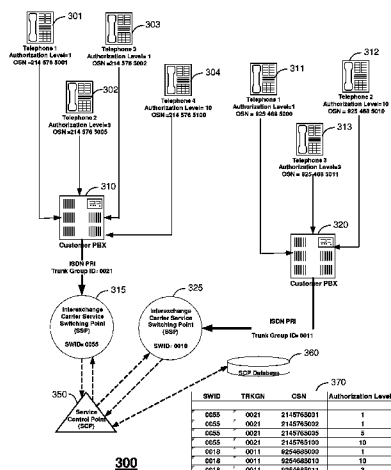 301
303
302
304
311
312
313
Telephone 1
Authorization Level=1
OSN =214 576 5001
Telephone 3
Authorization Level= 1
OSN =214 576 5002
Telephone 2
Authorization Level=5
OSN =214 576 5005
Telephone 4
Authorization Level= 10
OSN =214 576 5100
Telephone 1
Authorization Level=1
OSN = 925 468 5000
Telephone 2
Authorization Level=10
OSN = 925 468 5010
Telephone 3
Authorization Level=3
OSN = 925 468 5011
310
Customer PBX
320
Customer PBX
ISDN PRI
Trunk Group ID: 0021
315
Interexchange
Carrier Service
Switching Point
(SSP)
SWID= 0055
325
Interexchange
Carrier Service
Switching Point
(SSP)
SWID: 0018
ISDN PRI
Trunk Group ID: 0011
360
SCP Database
350
Service
Control Point
(SCP)
300
370
SWID TRKGN OSN Authorization Level
0055 0021 2145765001 1
0055 0021 2145765002 1
0055 0021 2145765005 5
0055 0021 2145765100 10
0018 0011 9254685000 1
0018 0011 9254685010 10
0018 0011 9254685011 3